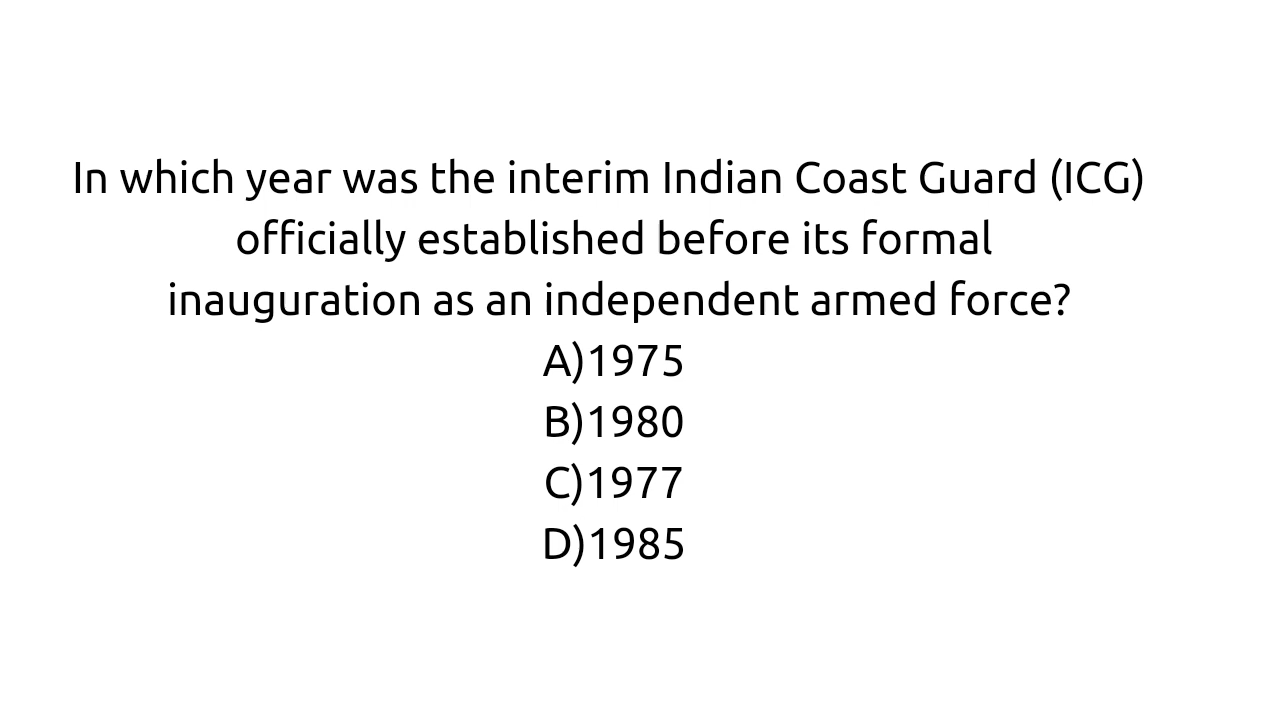 In which year was the interim Indian Coast Guard (ICG)
officially established before its formal
inauguration as an independent armed force?
A)1975
B)1980
C)1977
D)1985